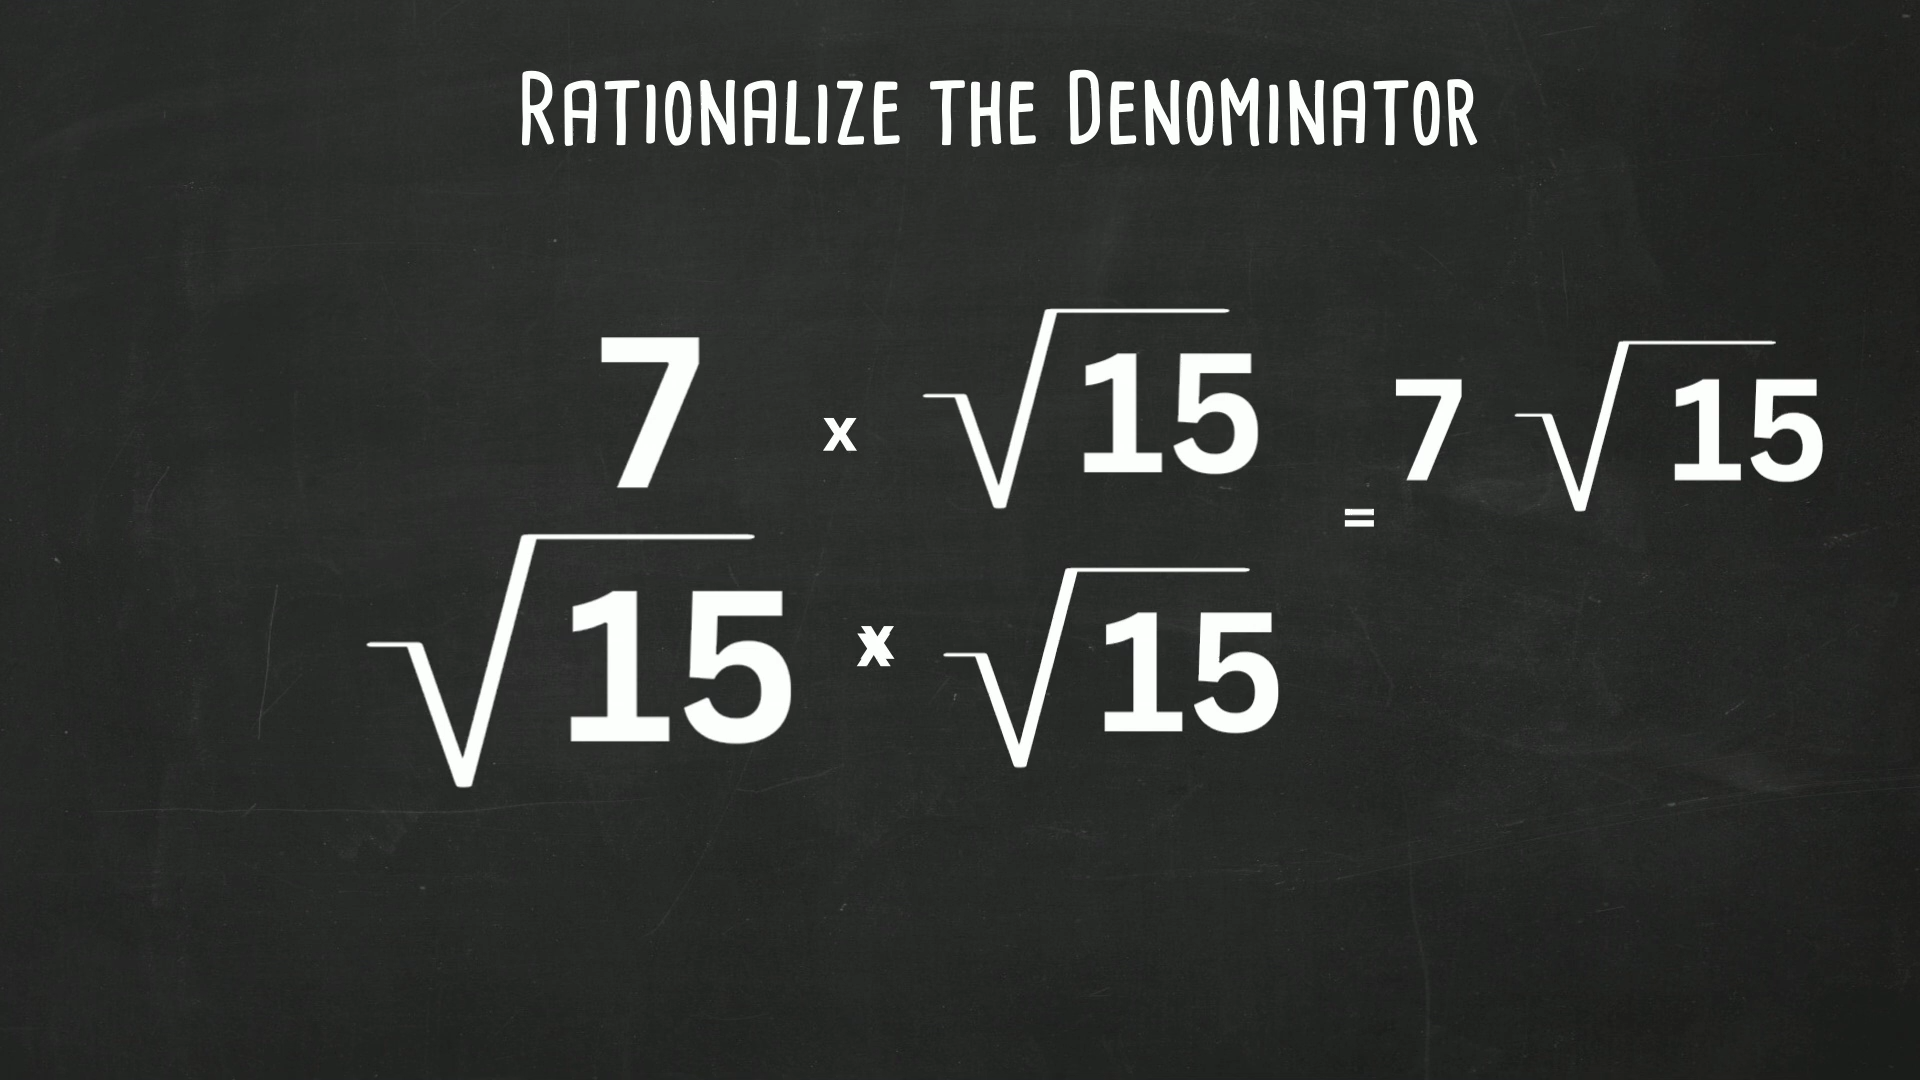 RATIONALIZE THE DENOMINATOR
7 x √15 = 7 √15
√15 x √15